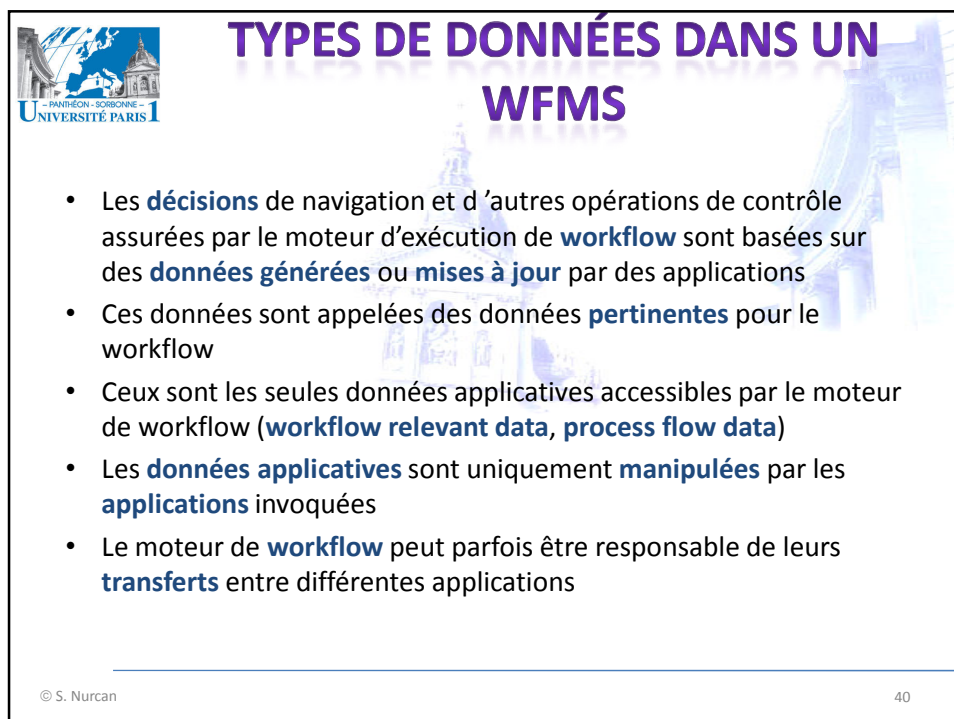 TYPES DE DONNÉES DANS UN
WFMS
– PANTHÉON - SORBONNE –
UNIVERSITÉ PARIS 1
• Les décisions de navigation et d ’autres opérations de contrôle
assurées par le moteur d'exécution de workflow sont basées sur
des données générées ou mises à jour par des applications
• Ces données sont appelées des données pertinentes pour le
workflow
• Ceux sont les seules données applicatives accessibles par le moteur
de workflow (workflow relevant data, process flow data)
• Les données applicatives sont uniquement manipulées par les
applications invoquées
• Le moteur de workflow peut parfois être responsable de leurs
transferts entre différentes applications
© S. Nurcan
40